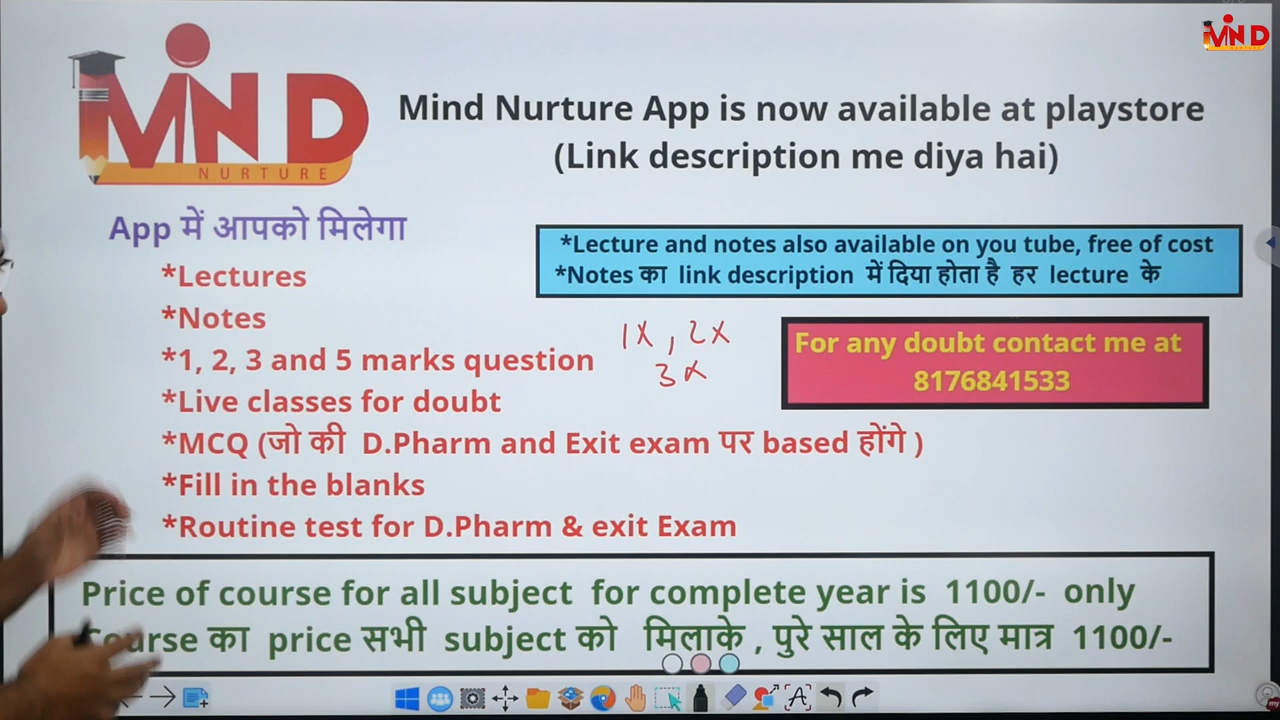 MIND
NURTURE
MIND
NURTURE
Mind Nurture App is now available at playstore
(Link description me diya hai)
App में आपको मिलेगा
*Lectures
*Notes
*1, 2, 3 and 5 marks question
*Live classes for doubt
*MCQ (जो की D.Pharm and Exit exam पर based होंगे )
*Fill in the blanks
*Routine test for D.Pharm & exit Exam
*Lecture and notes also available on you tube, free of cost
*Notes का link description में दिया होता है हर lecture के
1x, 2x
3x
For any doubt contact me at
8176841533
Price of course for all subject for complete year is 1100/- only
Course का price सभी subject को मिलाके , पुरे साल के लिए मात्र 1100/-